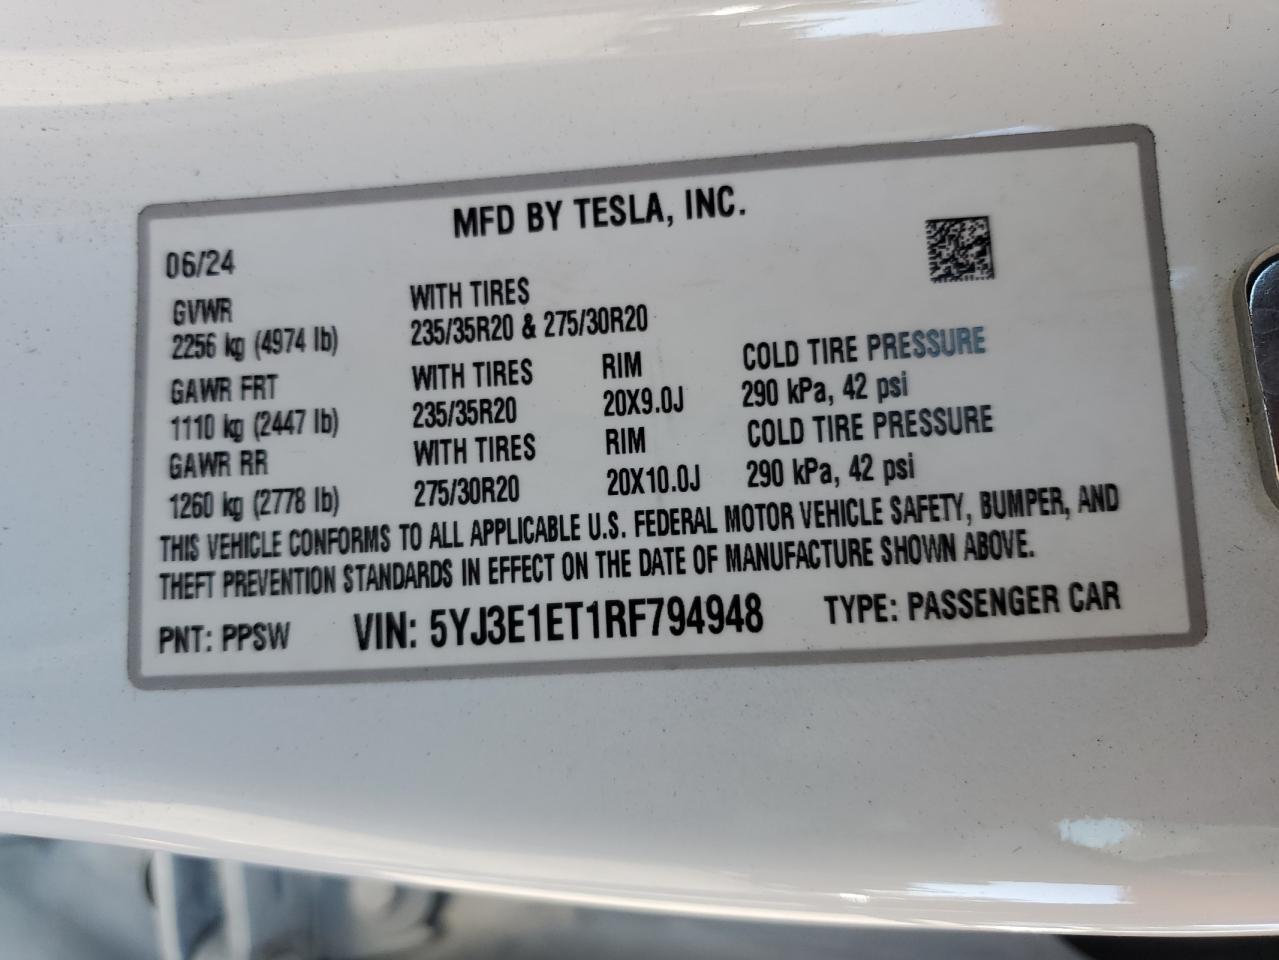 MFD BY TESLA, INC.
06/24
GVWR WITH TIRES
2256 kg (4974 lb) 235/35R20 & 275/30R20
GAWR FRT WITH TIRES RIM COLD TIRE PRESSURE
1110 kg (2447 lb) 235/35R20 20X9.0J 290 kPa, 42 psi
GAWR RR WITH TIRES RIM COLD TIRE PRESSURE
1260 kg (2778 lb) 275/30R20 20X10.0J 290 kPa, 42 psi
THIS VEHICLE CONFORMS TO ALL APPLICABLE U.S. FEDERAL MOTOR VEHICLE SAFETY, BUMPER, AND
THEFT PREVENTION STANDARDS IN EFFECT ON THE DATE OF MANUFACTURE SHOWN ABOVE.
PNT: PPSW VIN: 5YJ3E1ET1RF794948 TYPE: PASSENGER CAR